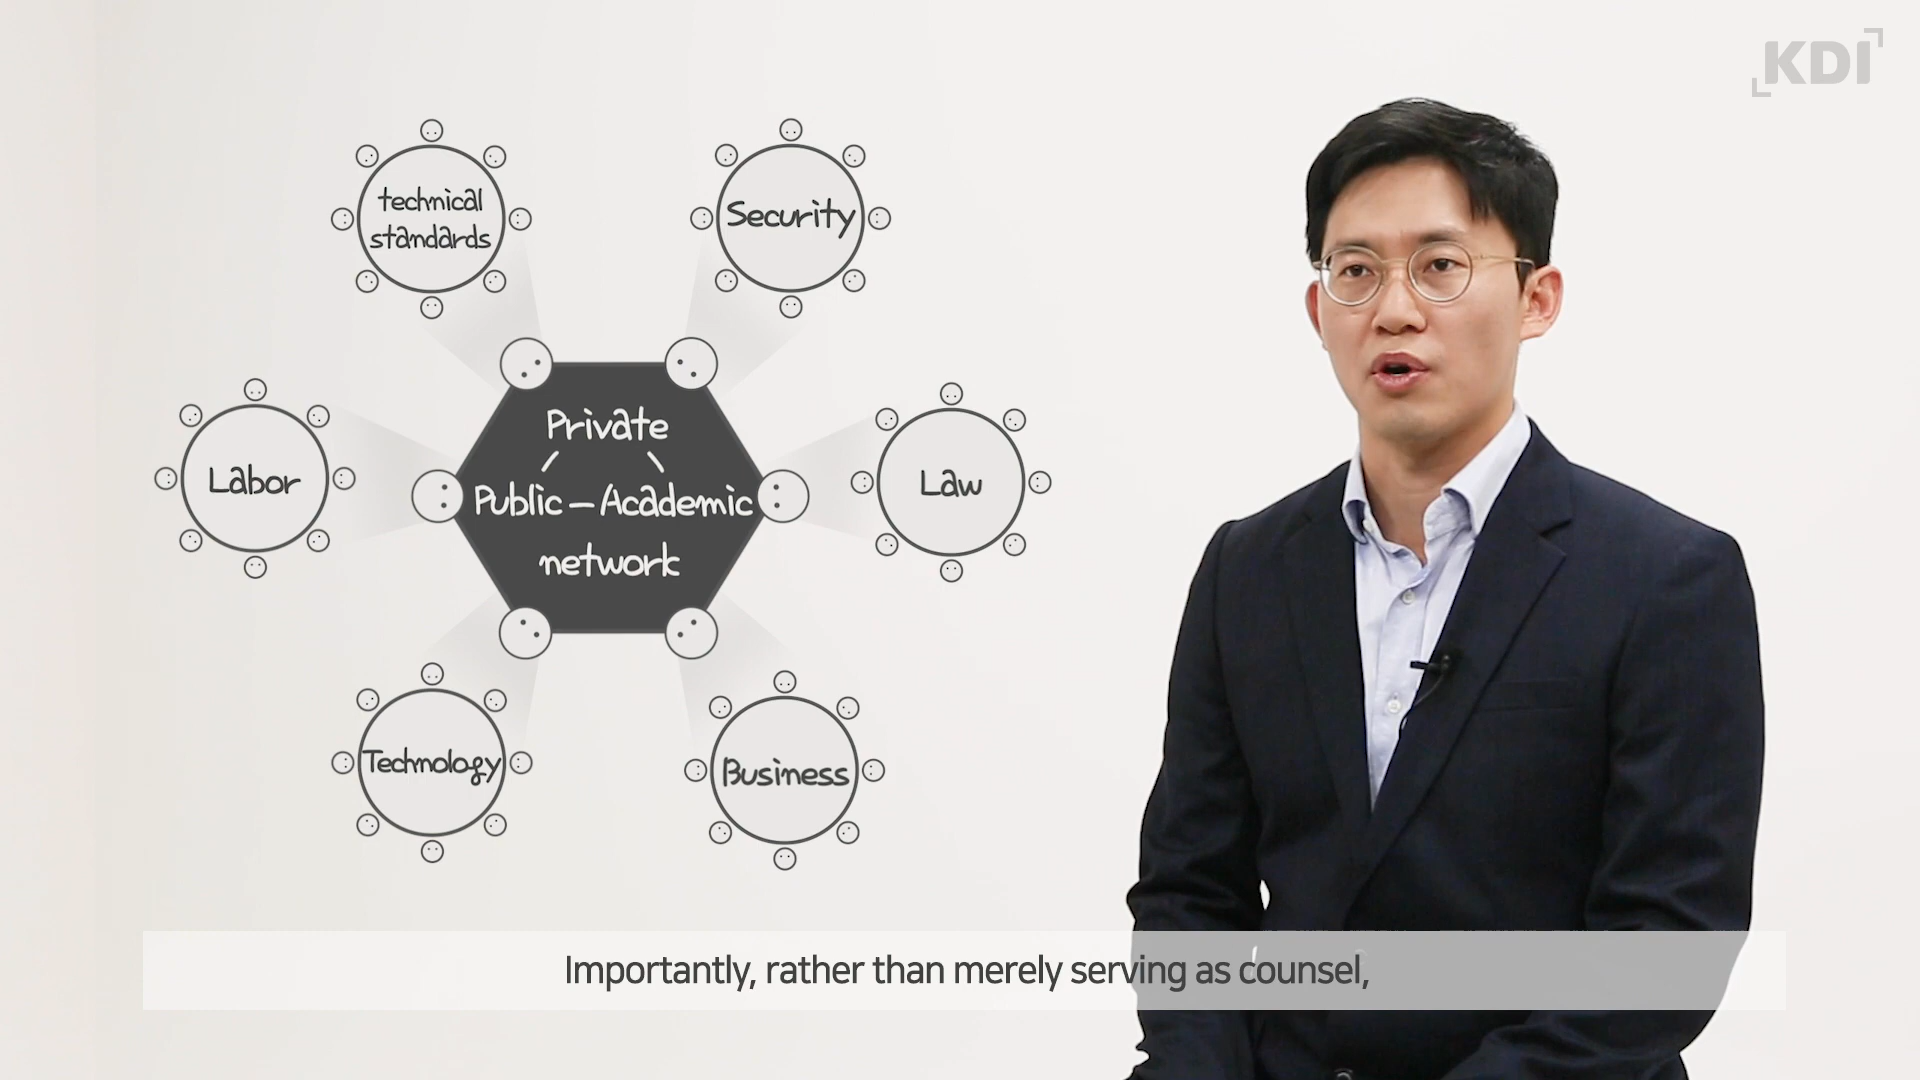 KDI
technical
standards
Security
Private
Public - Academic
network
Labor
Law
Technology
Business
Importantly, rather than merely serving as counsel,